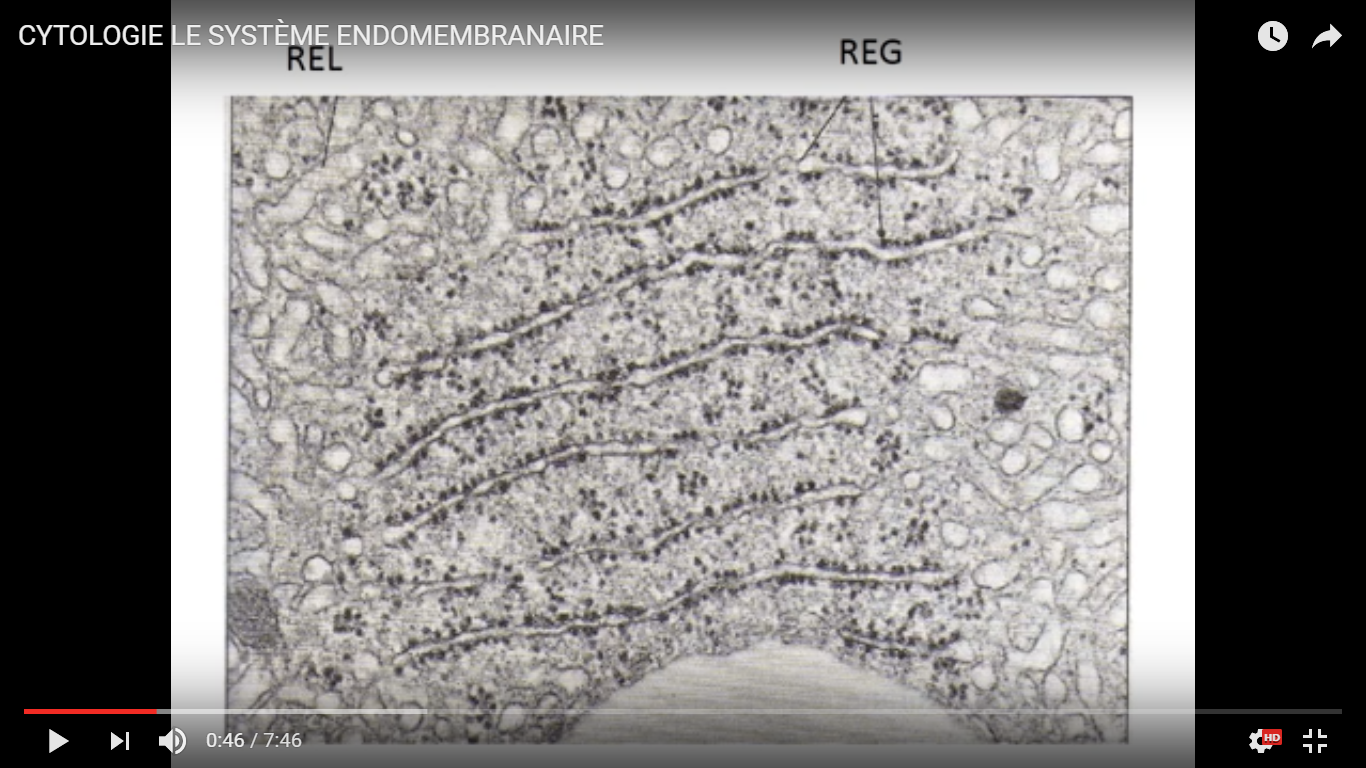 CYTOLOGIE LE SYSTÈME ENDOMEMBRANAIRE
REL
REG
0:46 / 7:46
HD